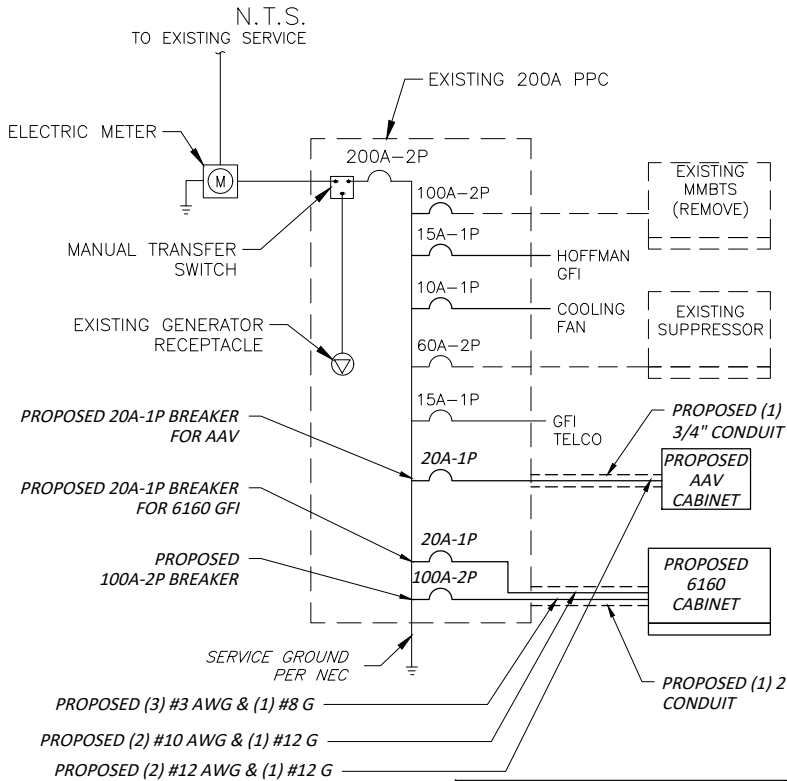 N.T.S.
TO EXISTING SERVICE
EXISTING 200A PPC
ELECTRIC METER
200A-2P
M
100A-2P
EXISTING
MMBTS
(REMOVE)
MANUAL TRANSFER
SWITCH
15A-1P
HOFFMAN
GFI
10A-1P
COOLING
FAN
EXISTING
SUPPRESSOR
EXISTING GENERATOR
RECEPTACLE
60A-2P
15A-1P
GFI
TELCO
PROPOSED 20A-1P BREAKER
FOR AAV
20A-1P
PROPOSED (1)
3/4" CONDUIT
PROPOSED
AAV
CABINET
PROPOSED 20A-1P BREAKER
FOR 6160 GFI
20A-1P
PROPOSED
100A-2P BREAKER
100A-2P
PROPOSED
6160
CABINET
SERVICE GROUND
PER NEC
PROPOSED (1) 2
CONDUIT
PROPOSED (3) #3 AWG & (1) #8 G
PROPOSED (2) #10 AWG & (1) #12 G
PROPOSED (2) #12 AWG & (1) #12 G